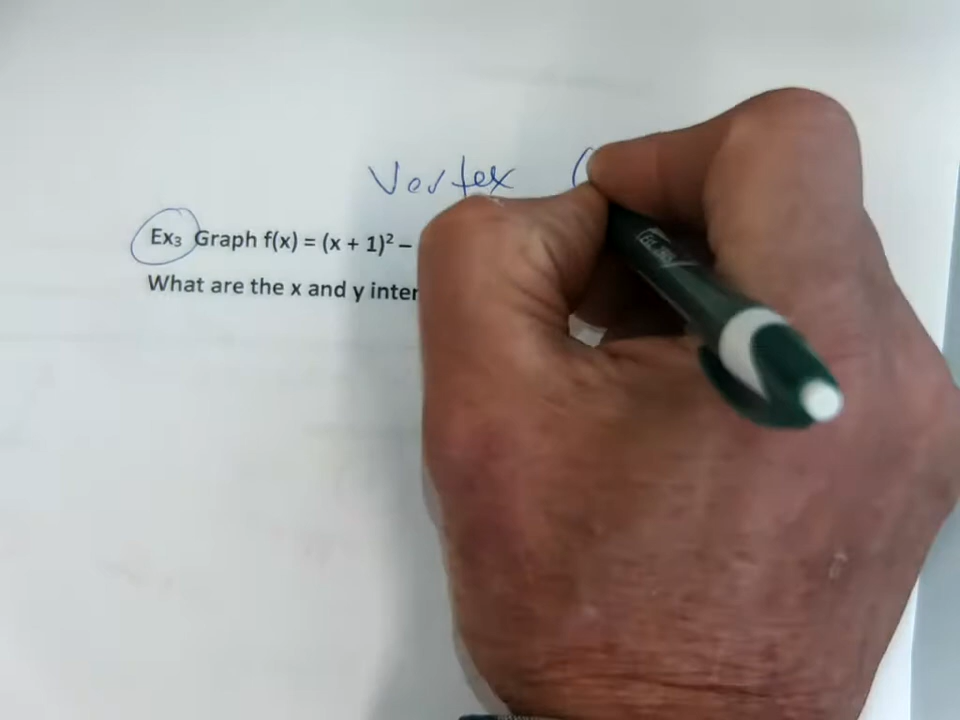 Vertex (
Ex3 Graph f(x) = (x + 1)² –
What are the x and y inter